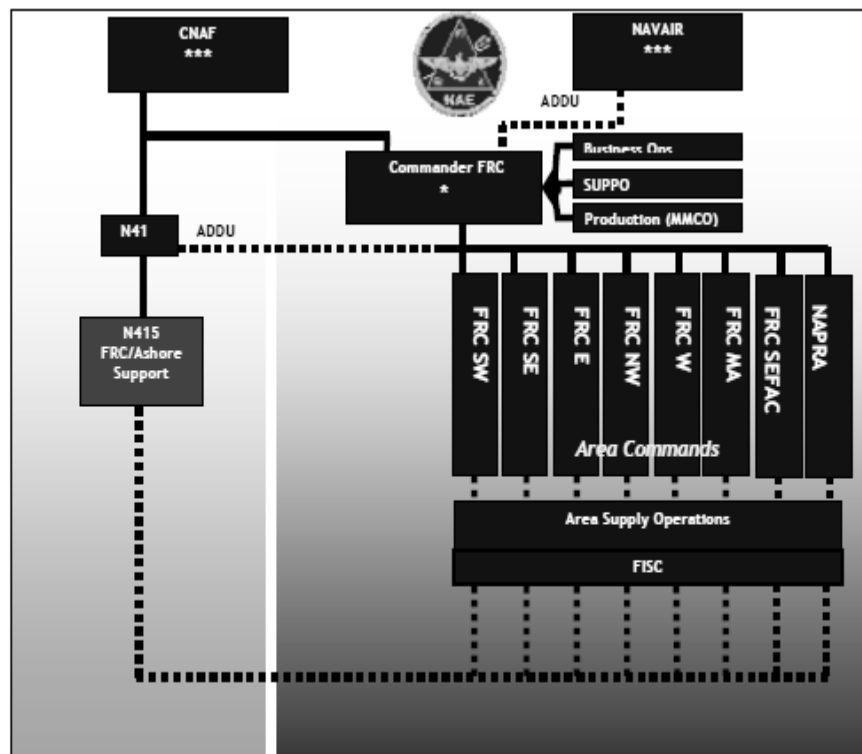 CNAF
***
NAVAIR
***
NAE
ADDU
Commander FRC
*
Business Ops
SUPPO
Production (MMCO)
N41
ADDU
N415
FRC/Ashore
Support
FRC SW
FRC SE
FRC E
FRC NW
FRC W
FRC MA
FRC SEFAC
NAPRA
Area Commands
Area Supply Operations
FISC